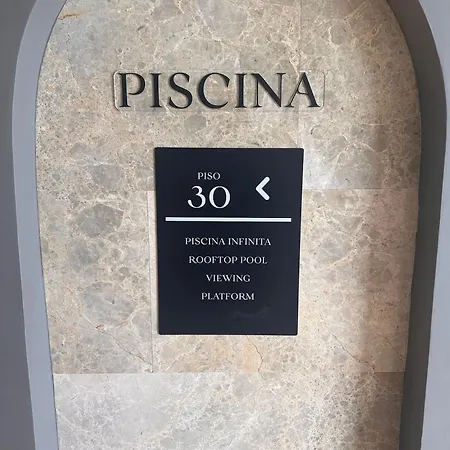 PISCINA
PISO
30 <
PISCINA INFINITA
ROOFTOP POOL
VIEWING
PLATFORM